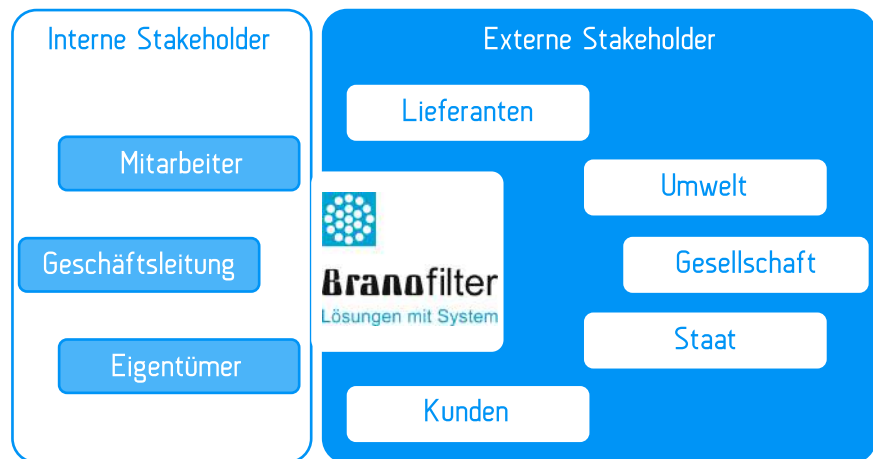 Interne Stakeholder
Mitarbeiter
Geschäftsleitung
Eigentümer
Externe Stakeholder
Lieferanten
Umwelt
Gesellschaft
Staat
Kunden
Branofilter
Lösungen mit System